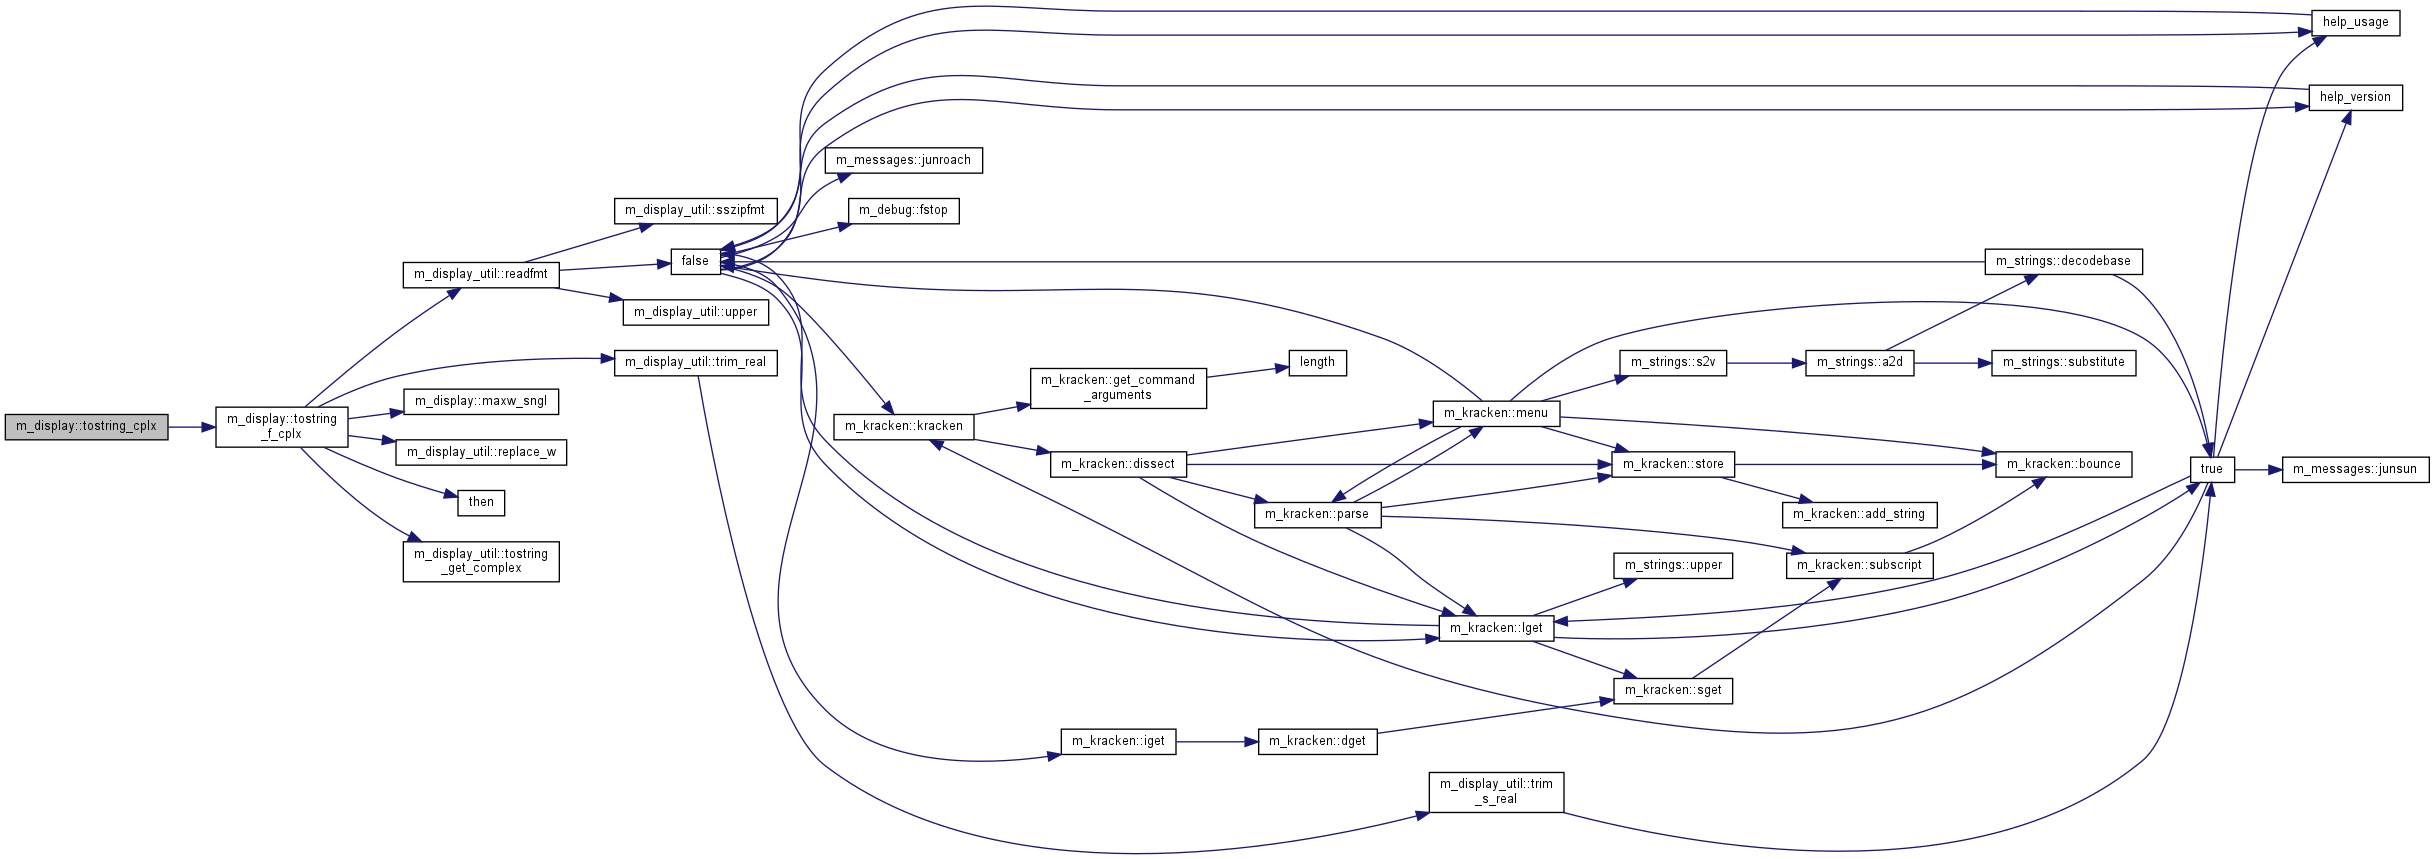 help_usage
help_version
m_messages::junroach
m_display_util::sszipfmt
m_debug::fstop
false
m_strings::decodebase
m_display_util::readfmt
m_display_util::upper
m_display_util::trim_real
length
m_strings::s2v
m_strings::a2d
m_strings::substitute
m_kracken::get_command
_arguments
m_display::maxw_sngl
m_kracken::menu
m_display::tostring_cplx
m_display::tostring
_f_cplx
m_kracken::kracken
m_display_util::replace_w
m_kracken::dissect
m_kracken::store
m_kracken::bounce
true
m_messages::junsun
then
m_kracken::parse
m_kracken::add_string
m_display_util::tostring
_get_complex
m_strings::upper
m_kracken::subscript
m_kracken::lget
m_kracken::sget
m_kracken::iget
m_kracken::dget
m_display_util::trim
_s_real